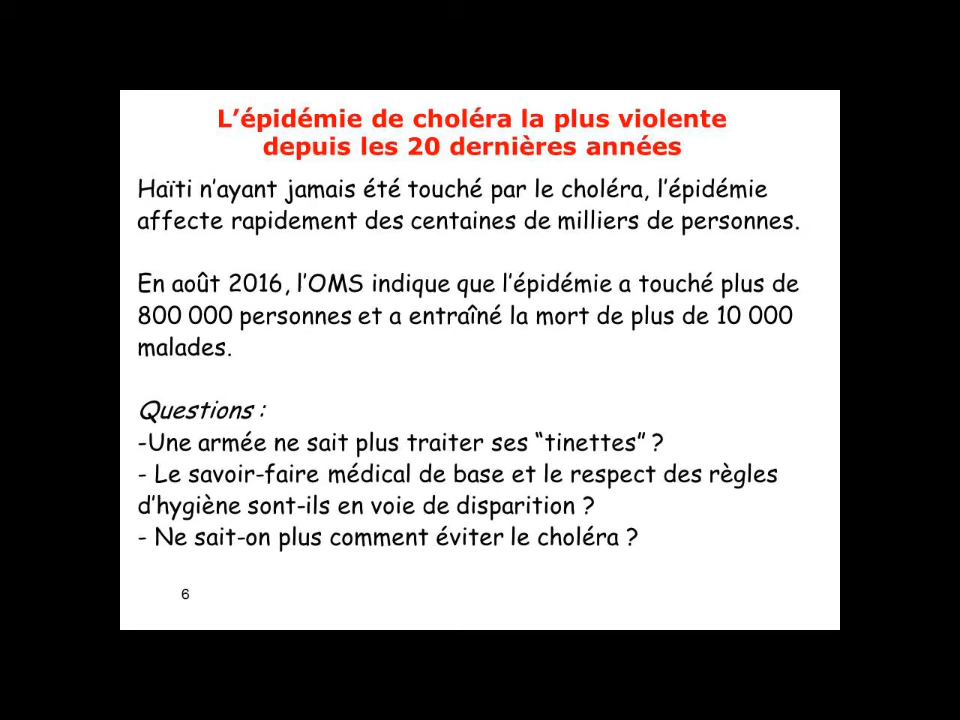 L’épidémie de choléra la plus violente
depuis les 20 dernières années
Haïti n’ayant jamais été touché par le choléra, l’épidémie
affecte rapidement des centaines de milliers de personnes.
En août 2016, l’OMS indique que l’épidémie a touché plus de
800 000 personnes et a entraîné la mort de plus de 10 000
malades.
Questions :
-Une armée ne sait plus traiter ses “tinettes” ?
- Le savoir-faire médical de base et le respect des règles
d’hygiène sont-ils en voie de disparition ?
- Ne sait-on plus comment éviter le choléra ?
6